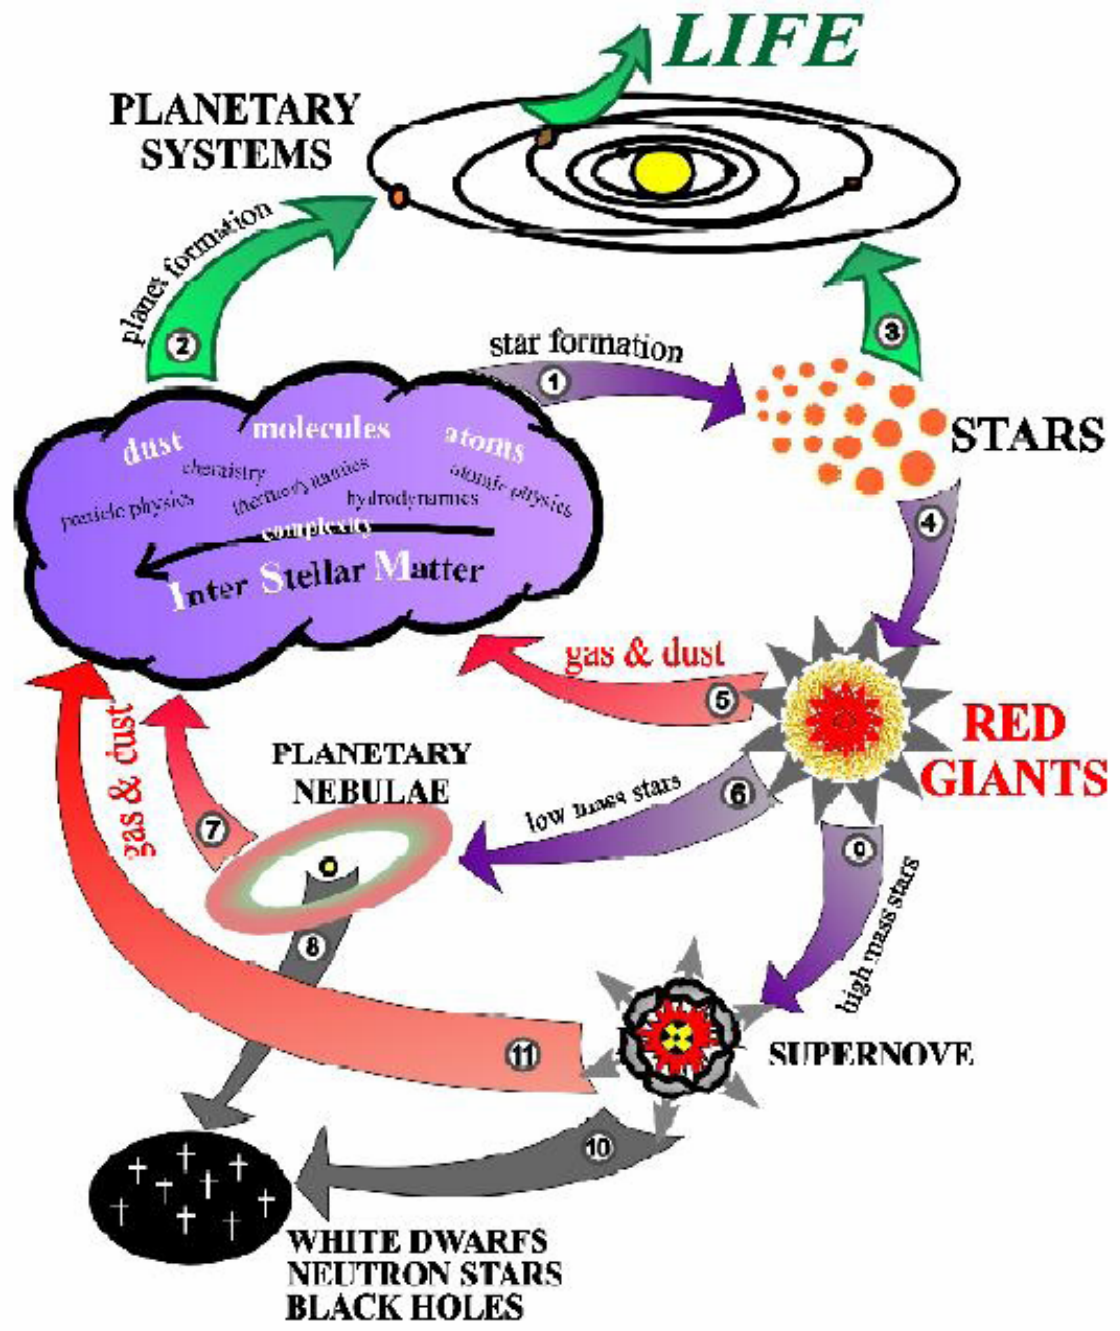 LIFE
PLANETARY
SYSTEMS
planet formation
2
3
star formation
1
STARS
dust molecules atoms
chemistry thermodynamics atomic physics
particle physics hydrodynamics
complexity
Inter Stellar Matter
4
gas & dust
5
RED
GIANTS
gas & dust
PLANETARY
NEBULAE
low mass stars
6
7
9
high mass stars
8
11
SUPERNOVE
10
WHITE DWARFS
NEUTRON STARS
BLACK HOLES